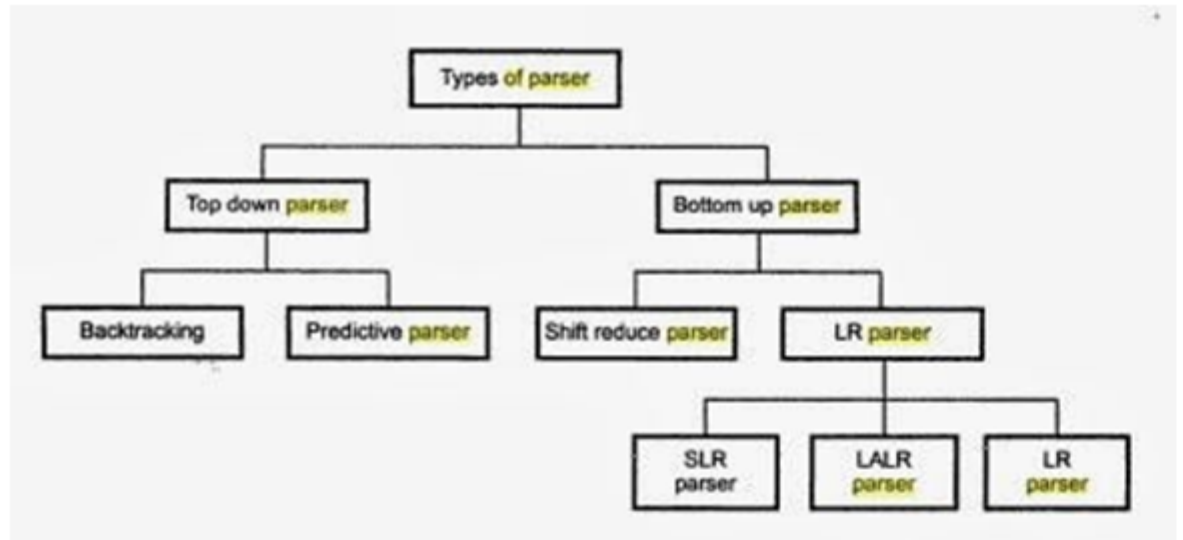 Types of parser
Top down parser
Bottom up parser
Backtracking
Predictive parser
Shift reduce parser
LR parser
SLR
parser
LALR
parser
LR
parser